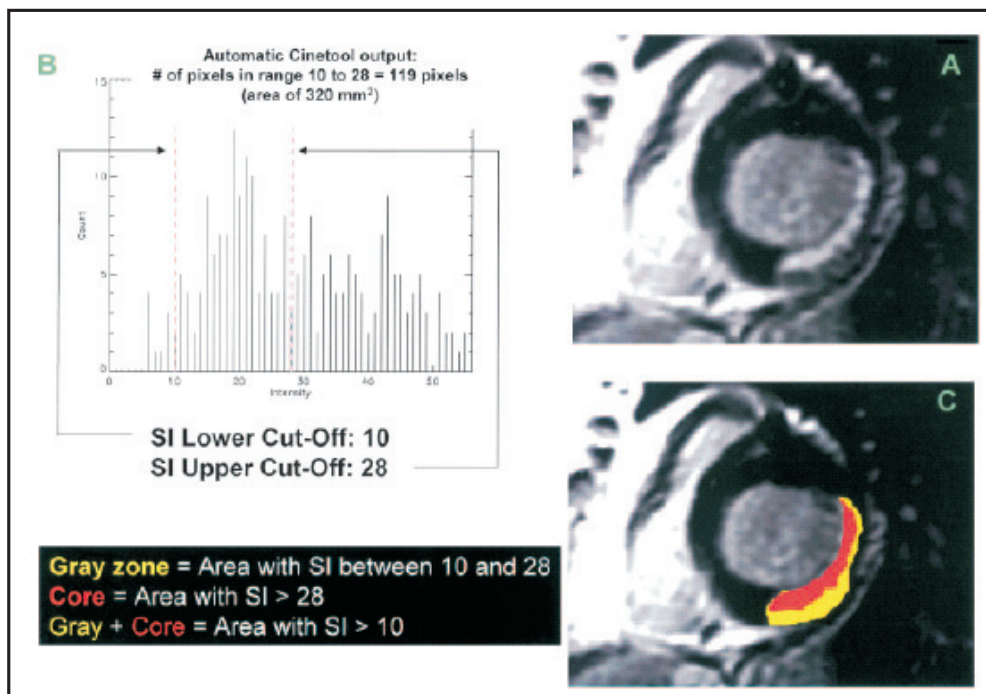 B
Automatic Cinetool output:
# of pixels in range 10 to 28 = 119 pixels
(area of 320 mm²)
15
10
5
0
Count
0 10 20 30 40 50
Intensity
SI Lower Cut-Off: 10
SI Upper Cut-Off: 28
A
C
Gray zone = Area with SI between 10 and 28
Core = Area with SI > 28
Gray + Core = Area with SI > 10